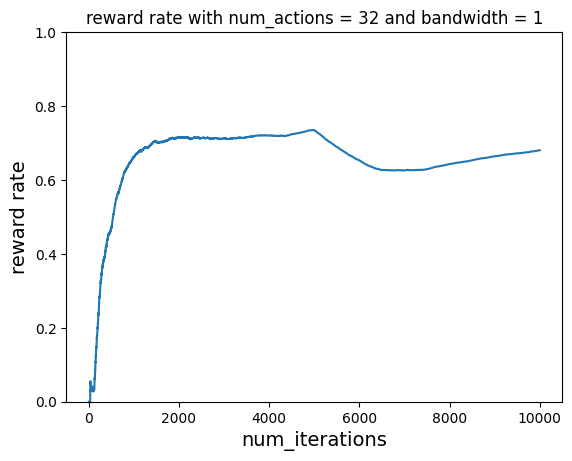 reward rate with num_actions = 32 and bandwidth = 1
1.0
0.8
0.6
0.4
0.2
0.0
reward rate
0 2000 4000 6000 8000 10000
num_iterations